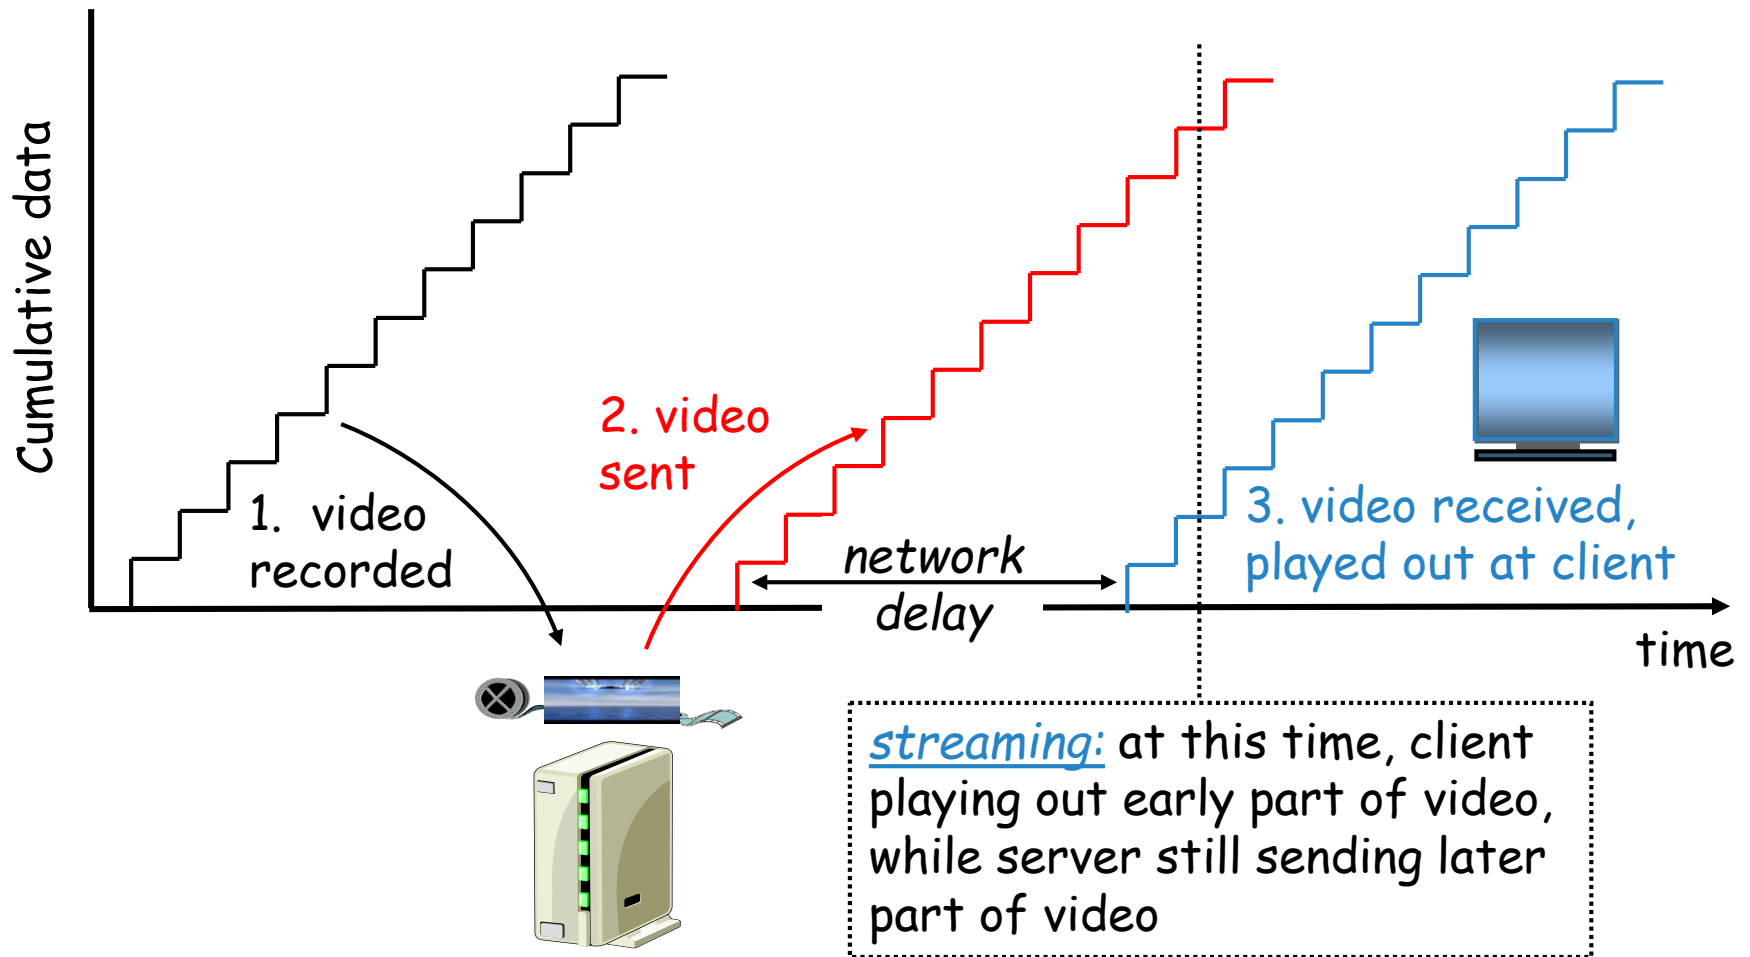 Cumulative data
1. video
recorded
2. video
sent
network
delay
3. video received,
played out at client
time
streaming: at this time, client
playing out early part of video,
while server still sending later
part of video